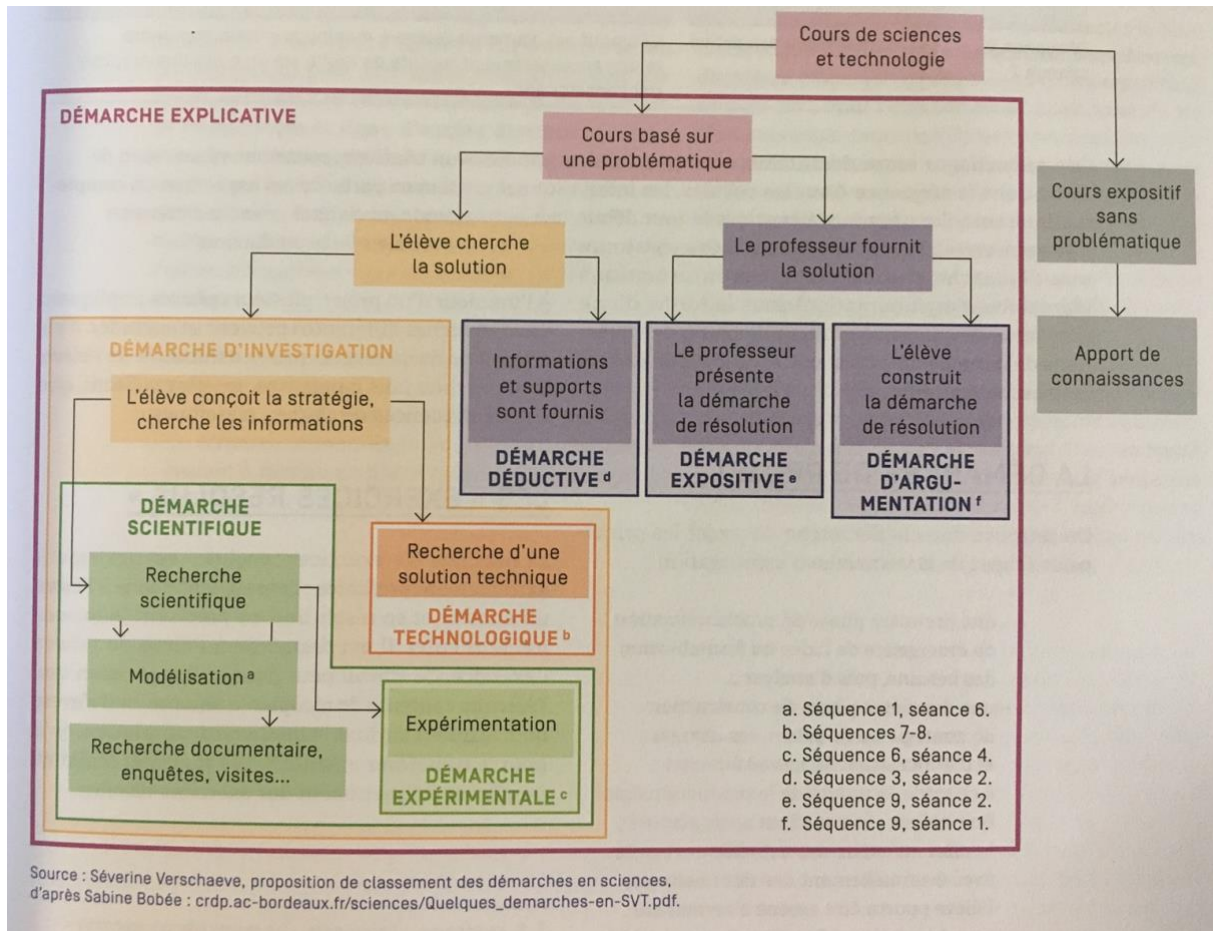 Cours de sciences
et technologie
DÉMARCHE EXPLICATIVE
Cours basé sur
une problématique
Cours expositif
sans
problématique
L'élève cherche
la solution
Le professeur fournit
la solution
Apport de
connaissances
DÉMARCHE D'INVESTIGATION
L'élève conçoit la stratégie,
cherche les informations
Informations
et supports
sont fournis
DÉMARCHE
DÉDUCTIVE d
Le professeur
présente
la démarche
de résolution
DÉMARCHE
EXPOSITIVE e
L'élève
construit
la démarche
de résolution
DÉMARCHE
D'ARGU-
MENTATION f
DÉMARCHE
SCIENTIFIQUE
Recherche
scientifique
Modélisation a
Recherche documentaire,
enquêtes, visites...
Recherche d'une
solution technique
DÉMARCHE
TECHNOLOGIQUE b
Expérimentation
DÉMARCHE
EXPÉRIMENTALE c
a. Séquence 1, séance 6.
b. Séquences 7-8.
c. Séquence 6, séance 4.
d. Séquence 3, séance 2.
e. Séquence 9, séance 2.
f. Séquence 9, séance 1.
Source : Séverine Verschaeve, proposition de classement des démarches en sciences,
d'après Sabine Bobée : crdp.ac-bordeaux.fr/sciences/Quelques_demarches-en-SVT.pdf.